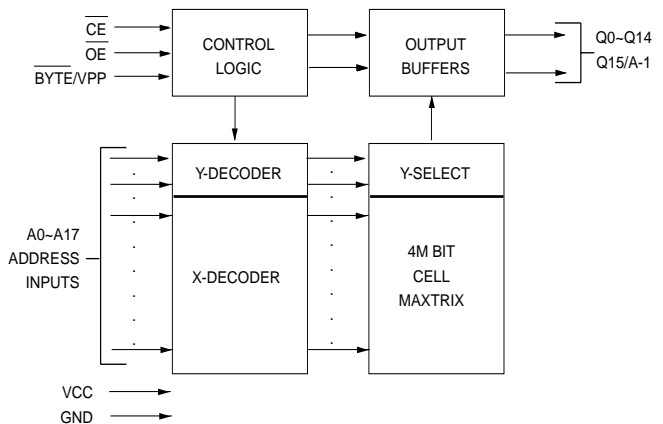 CE
OE
BYTE/VPP
CONTROL
LOGIC
OUTPUT
BUFFERS
Q0~Q14
Q15/A-1
A0~A17
ADDRESS
INPUTS
Y-DECODER
X-DECODER
Y-SELECT
4M BIT
CELL
MAXTRIX
VCC
GND